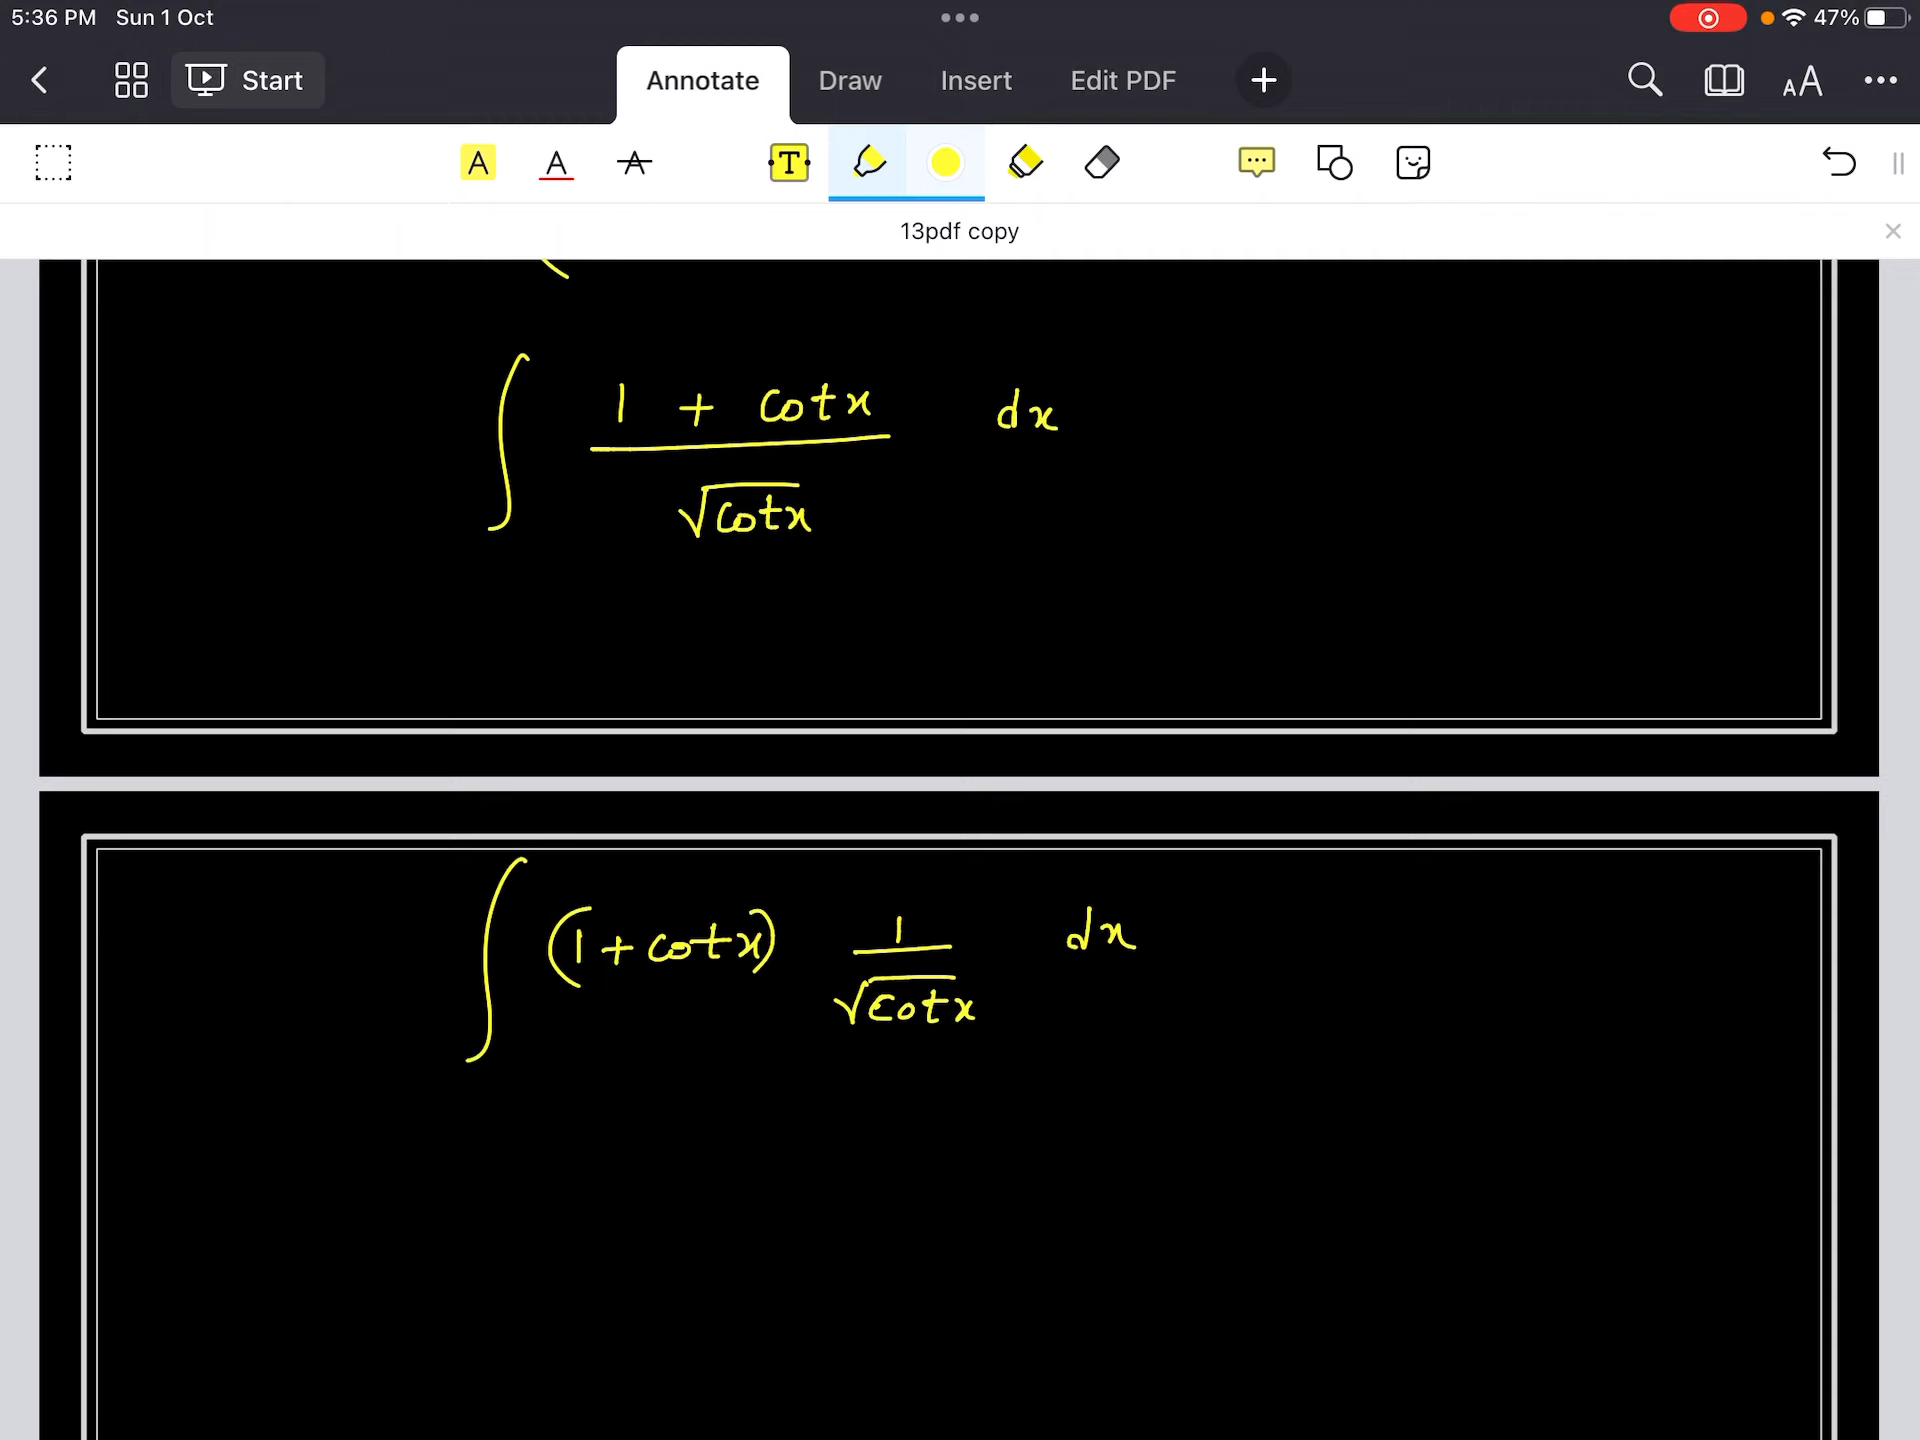 5:36 PM Sun 1 Oct 47%
Start Annotate Draw Insert Edit PDF AA
A A A T
13pdf copy
∫ (1 + cotx)/√cotx dx
∫ (1 + cotx) 1/√cotx dx